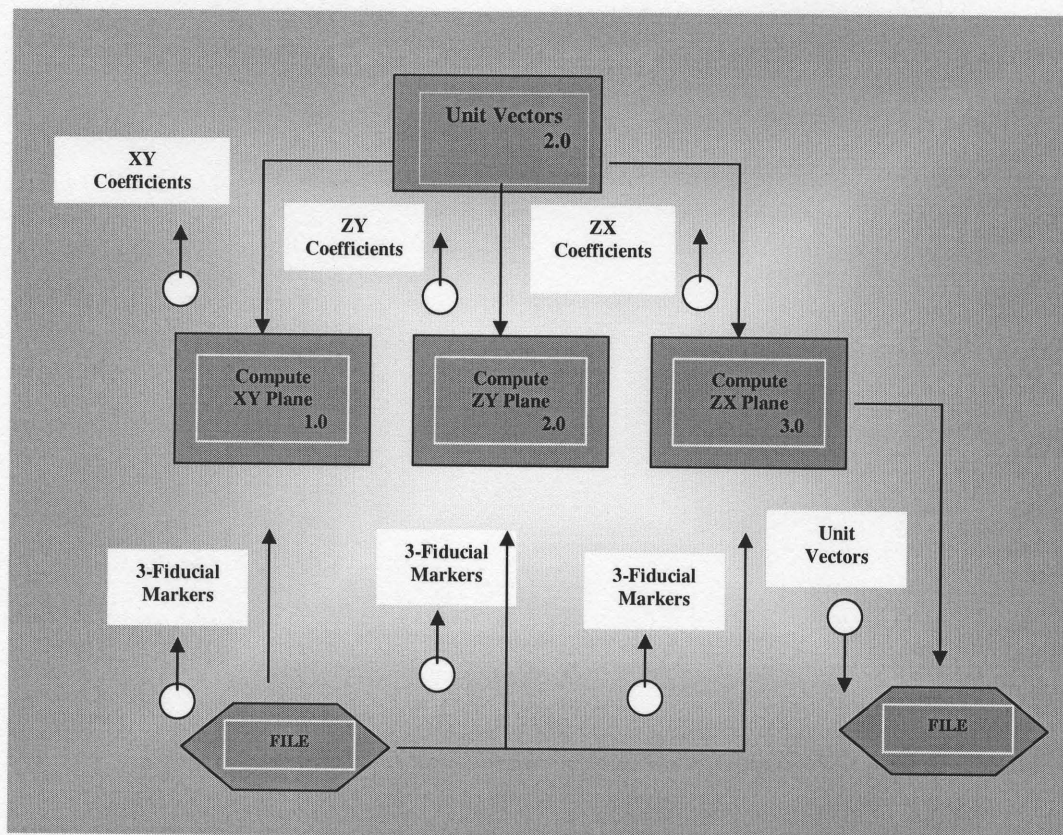 Unit Vectors
2.0
XY
Coefficients
ZY
Coefficients
ZX
Coefficients
Compute
XY Plane
1.0
Compute
ZY Plane
2.0
Compute
ZX Plane
3.0
3-Fiducial
Markers
3-Fiducial
Markers
3-Fiducial
Markers
Unit
Vectors
FILE
FILE